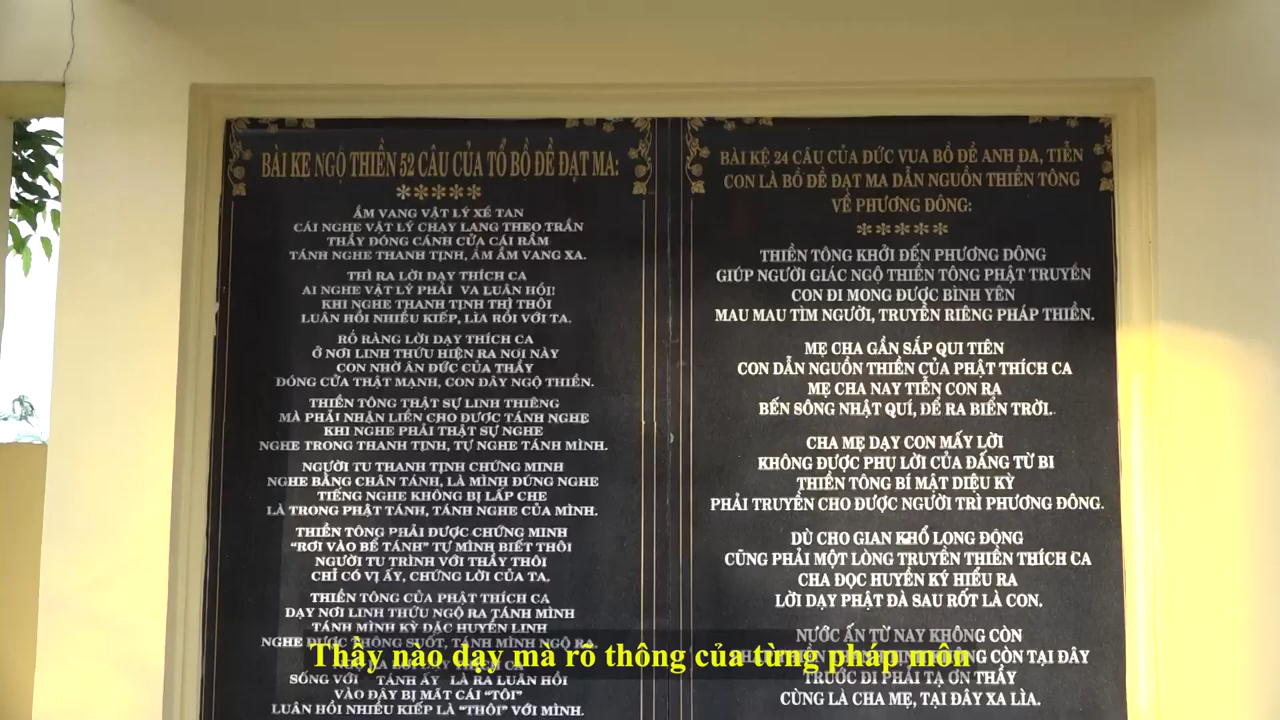 BÀI KỆ NGỘ THIỀN 52 CÂU CỦA TỔ BỒ ĐỀ ĐẠT MA:
ẦM VANG VẬT LÝ XÉ TAN
CÁI NGHE VẬT LÝ CHẠY LANG THEO TRẦN
THẦY ĐÓNG CÁNH CỬA CÁI RẦM
TÁNH NGHE THANH TỊNH, ẦM ẦM VANG XA.
THÌ RA LỜI DẠY THÍCH CA
AI NGHE VẬT LÝ PHẢI VA LUÂN HỒI!
KHI NGHE THANH TỊNH THÌ THÔI
LUÂN HỒI NHIỀU KIẾP, LÌA RỒI VỚI TA.
RỐ RÀNG LỜI DẠY THÍCH CA
Ở NƠI LINH THỨU HIỆN RA NƠI NÀY
CON NHỜ ÂN ĐỨC CỦA THẦY
ĐÓNG CỬA THẬT MẠNH, CON ĐÂY NGỘ THIỀN.
THIỀN TÔNG THẬT SỰ LINH THIÊNG
MÀ PHẢI NHẬN LIỀN CHO ĐƯỢC TÁNH NGHE
KHI NGHE PHẢI THẬT SỰ NGHE
NGHE TRONG THANH TỊNH, TỰ NGHE TÁNH MÌNH.
NGƯỜI TU THANH TỊNH CHỨNG MINH
NGHE BẰNG CHÂN TÁNH, LÀ MÌNH ĐÚNG NGHE
TIẾNG NGHE KHÔNG BỊ LẤP CHE
LÀ TRONG PHẬT TÁNH, TÁNH NGHE CỦA MÌNH.
THIỀN TÔNG PHẢI ĐƯỢC CHỨNG MINH
“RƠI VÀO BỂ TÁNH” TỰ MÌNH BIẾT THÔI
NGƯỜI TU TRÌNH VỚI THẦY THÔI
CHỈ CÓ VỊ ẤY, CHỨNG LỜI CỦA TA.
THIỀN TÔNG CỦA PHẬT THÍCH CA
DẠY NƠI LINH THỨU NGỘ RA TÁNH MÌNH
TÁNH MÌNH KỲ ĐẶC HUYỀN LINH
NGHE ĐƯỢC THÔNG SUỐT, TÁNH MÌNH NGỘ RA.
CA
SỐNG VỚI TÁNH ẤY LÀ RA LUÂN HỒI
VÀO ĐÂY BỊ MẤT CÁI “TÔI”
LUÂN HỒI NHIỀU KIẾP LÀ “THÔI” VỚI MÌNH.
BÀI KỆ 24 CÂU CỦA ĐỨC VUA BỒ ĐỀ ANH ĐA, TIỄN
CON LÀ BỒ ĐỀ ĐẠT MA DẪN NGUỒN THIỀN TÔNG
VỀ PHƯƠNG ĐÔNG:
THIỀN TÔNG KHỞI ĐẾN PHƯƠNG ĐÔNG
GIÚP NGƯỜI GIÁC NGỘ THIỀN TÔNG PHẬT TRUYỀN
CON ĐI MONG ĐƯỢC BÌNH YÊN
MAU MAU TÌM NGƯỜI, TRUYỀN RIÊNG PHÁP THIỀN.
MẸ CHA GẦN SẮP QUI TIÊN
CON DẪN NGUỒN THIỀN CỦA PHẬT THÍCH CA
MẸ CHA NAY TIỄN CON RA
BẾN SÔNG NHẬT QUÍ, ĐỂ RA BIỂN TRỜI.
CHA MẸ DẠY CON MẤY LỜI
KHÔNG ĐƯỢC PHỤ LỜI CỦA ĐẤNG TỪ BI
THIỀN TÔNG BÍ MẬT DIỆU KỲ
PHẢI TRUYỀN CHO ĐƯỢC NGƯỜI TRÌ PHƯƠNG ĐÔNG.
DÙ CHO GIAN KHỔ LONG ĐỘNG
CŨNG PHẢI MỘT LÒNG TRUYỀN THIỀN THÍCH CA
CHA ĐỌC HUYỀN KÝ HIỂU RA
LỜI DẠY PHẬT ĐÀ SAU RỐT LÀ CON.
NƯỚC ẤN TỪ NAY KHÔNG CÒN
CÒN TẠI ĐÂY
TRƯỚC ĐI PHẢI TẠ ƠN THẦY
CÙNG LÀ CHA MẸ, TẠI ĐÂY XA LÌA.
Thầy nào dạy mà rõ thông của từng pháp môn